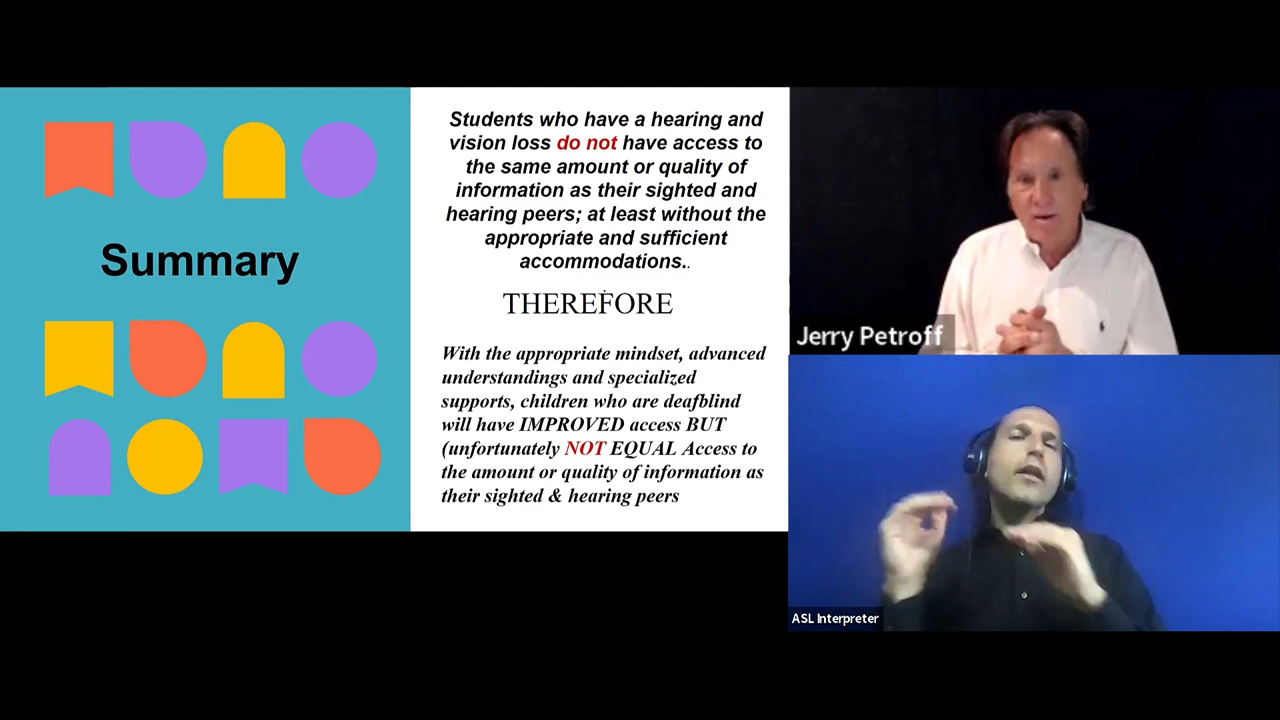 Summary
Students who have a hearing and
vision loss do not have access to
the same amount or quality of
information as their sighted and
hearing peers; at least without the
appropriate and sufficient
accommodations..
THEREFORE
With the appropriate mindset, advanced
understandings and specialized
supports, children who are deafblind
will have IMPROVED access BUT
(unfortunately NOT EQUAL Access to
the amount or quality of information as
their sighted & hearing peers
Jerry Petroff
ASL Interpreter